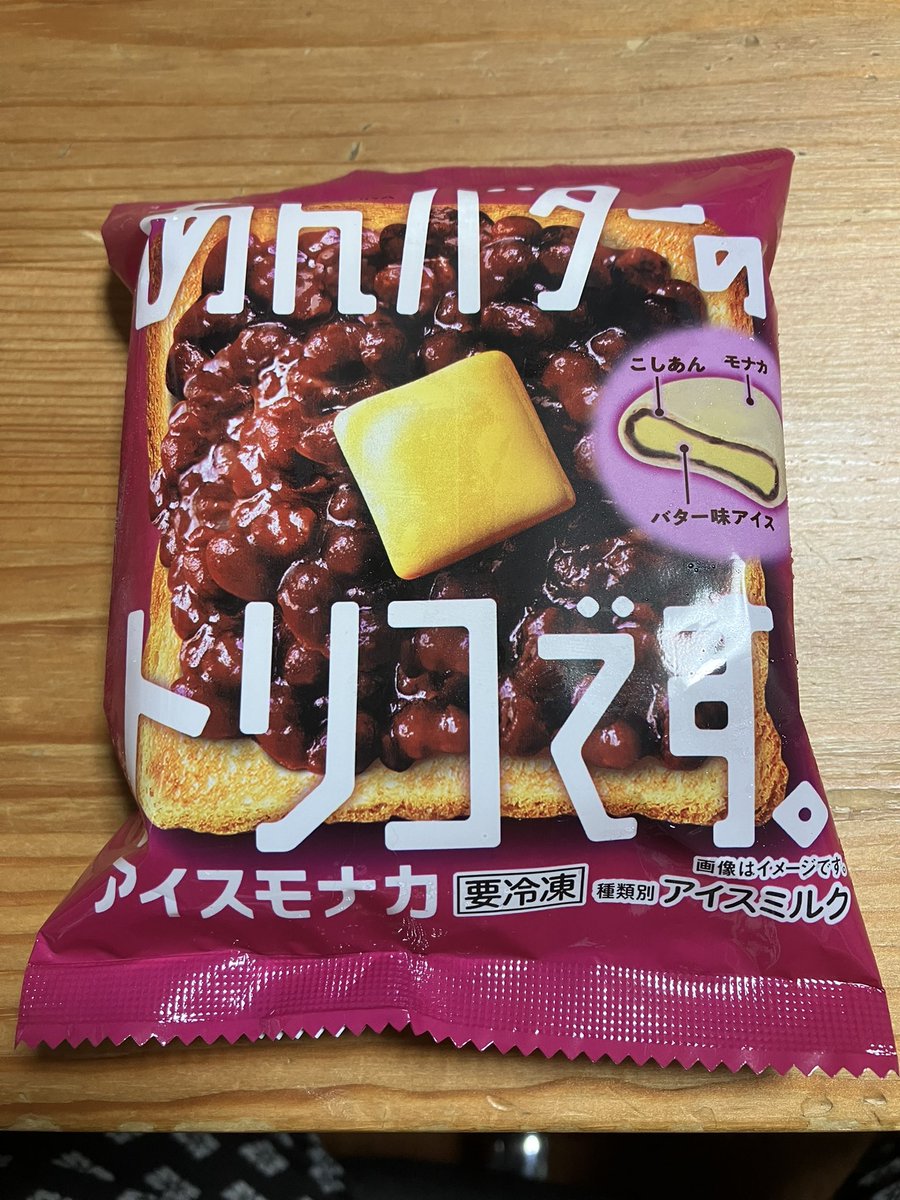 あんバターの
こしあん モナカ
バター味アイス
トリコです。
画像はイメージです。
アイスモナカ 要冷凍 種類別 アイスミルク